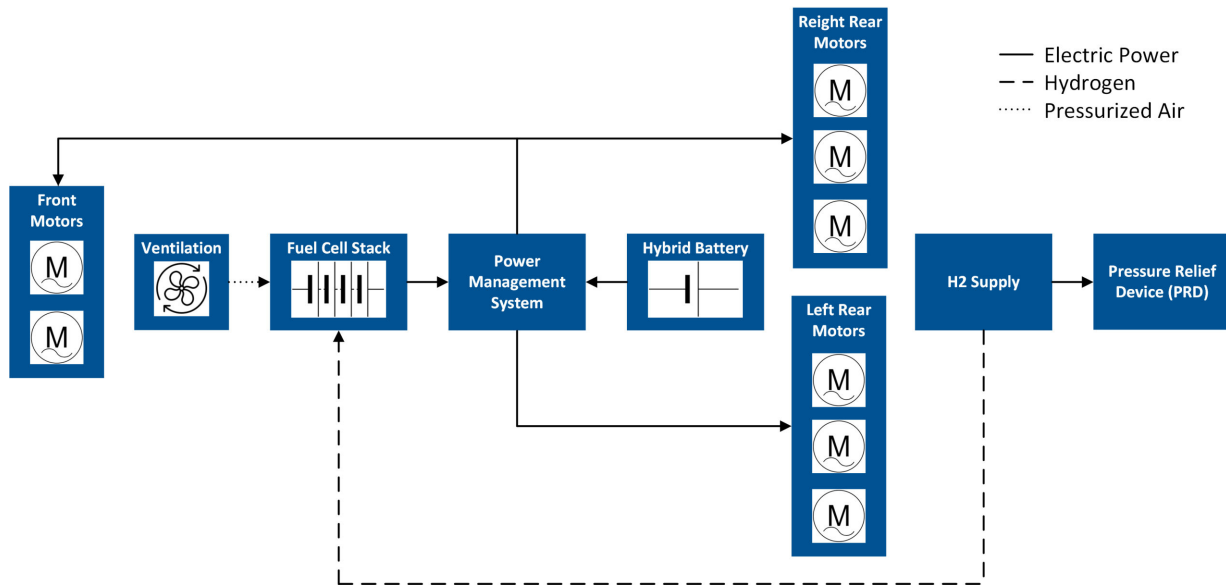 Reight Rear
Motors
M
M
M
Electric Power
Hydrogen
Pressurized Air
Front
Motors
M
M
Ventilation
Fuel Cell Stack
Power
Management
System
Hybrid Battery
H2 Supply
Pressure Relief
Device (PRD)
Left Rear
Motors
M
M
M